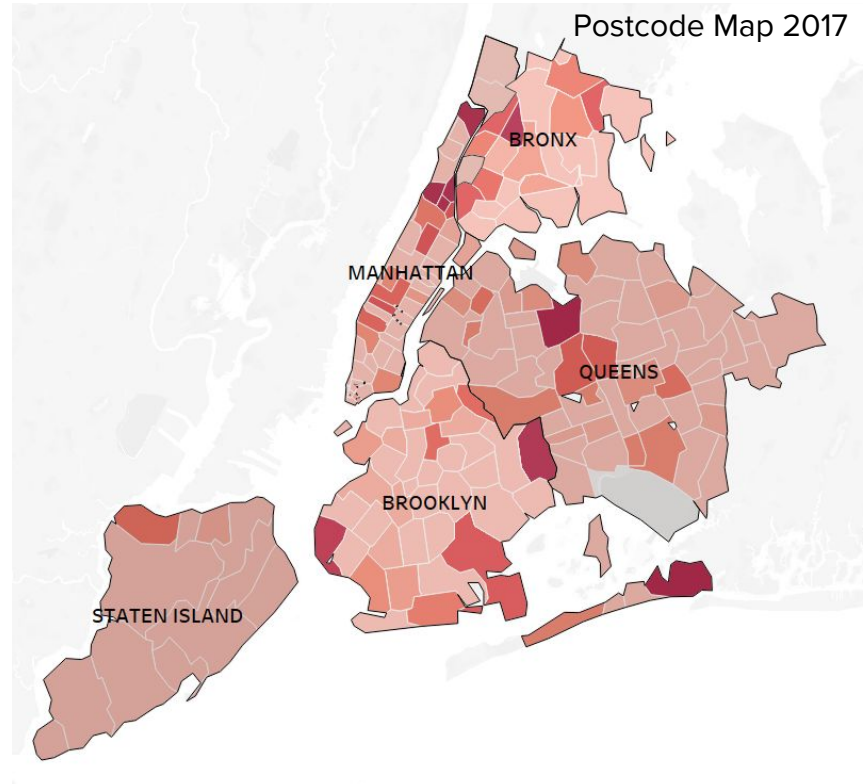 Postcode Map 2017
BRONX
MANHATTAN
QUEENS
BROOKLYN
STATEN ISLAND